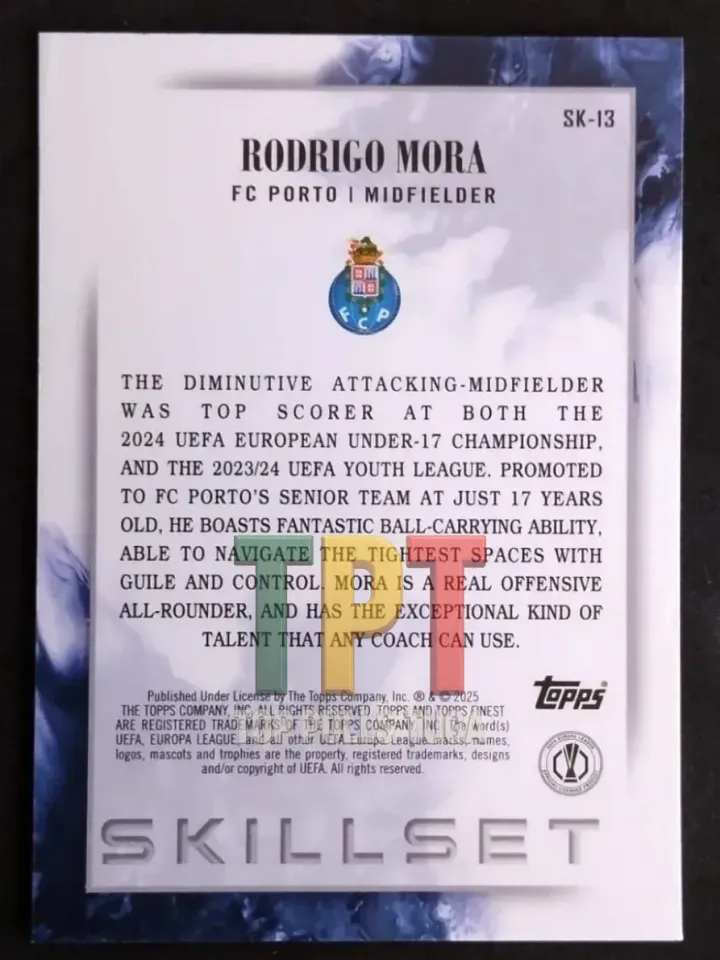 SK-13
RODRIGO MORA
FC PORTO | MIDFIELDER
FCP
THE DIMINUTIVE ATTACKING-MIDFIELDER
WAS TOP SCORER AT BOTH THE
2024 UEFA EUROPEAN UNDER-17 CHAMPIONSHIP,
AND THE 2023/24 UEFA YOUTH LEAGUE. PROMOTED
TO FC PORTO'S SENIOR TEAM AT JUST 17 YEARS
OLD, HE BOASTS FANTASTIC BALL-CARRYING ABILITY,
ABLE TO NAVIGATE THE TIGHTEST SPACES WITH
GUILE AND CONTROL. MORA IS A REAL OFFENSIVE
ALL-ROUNDER, AND HAS THE EXCEPTIONAL KIND OF
TALENT THAT ANY COACH CAN USE.
TPT
Published Under License by The Topps Company, Inc. ® & © 2025
THE TOPPS COMPANY, INC. ALL RIGHTS RESERVED. TOPPS AND TOPPS FINEST
ARE REGISTERED TRADEMARKS OF THE TOPPS COMPANY, INC. UEFA word(s)
UEFA, EUROPA LEAGUE, and all other UEFA Europa League marks, names,
logos, mascots and trophies are the property, registered trademarks, designs
and/or copyright of UEFA. All rights reserved.
Topps
SKILLSET